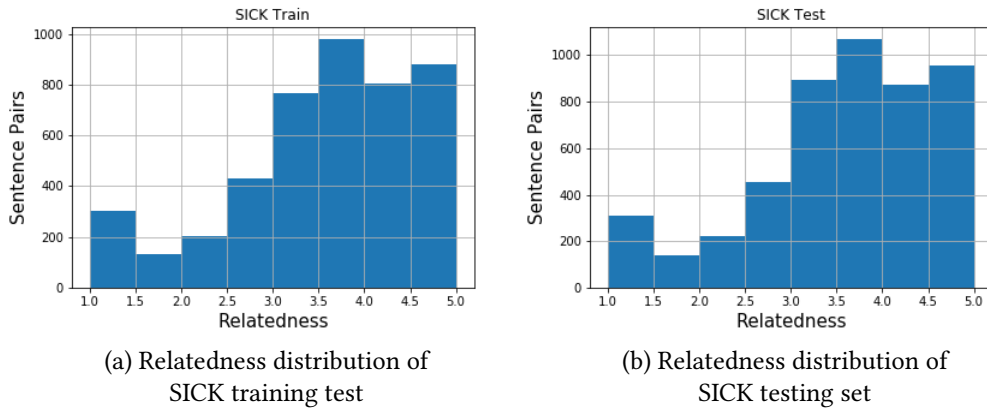 SICK Train
1000
800
600
400
200
0
Sentence Pairs
1.0 1.5 2.0 2.5 3.0 3.5 4.0 4.5 5.0
Relatedness
(a) Relatedness distribution of
SICK training test
SICK Test
1000
800
600
400
200
0
Sentence Pairs
1.0 1.5 2.0 2.5 3.0 3.5 4.0 4.5 5.0
Relatedness
(b) Relatedness distribution of
SICK testing set